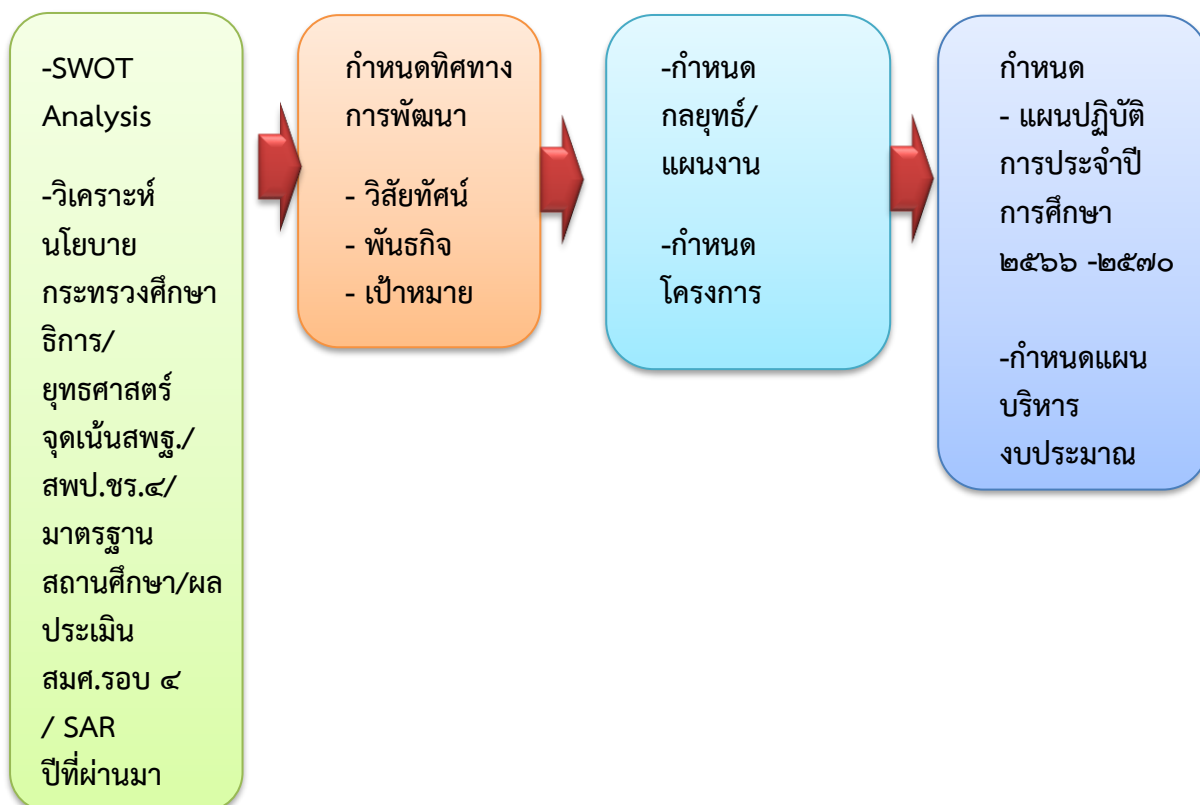 -SWOT
Analysis
-วิเคราะห์
นโยบาย
กระทรวงศึกษา
ธิการ/
ยุทธศาสตร์
จุดเน้นสพฐ./
สพป.ชร.๔/
มาตรฐาน
สถานศึกษา/ผล
ประเมิน
สมศ.รอบ ๔
/ SAR
ปีที่ผ่านมา
กำหนดทิศทาง
การพัฒนา
- วิสัยทัศน์
- พันธกิจ
- เป้าหมาย
-กำหนด
กลยุทธ์/
แผนงาน
-กำหนด
โครงการ
กำหนด
- แผนปฏิบัติ
การประจำปี
การศึกษา
๒๕๖๖ -๒๕๗๐
-กำหนดแผน
บริหาร
งบประมาณ